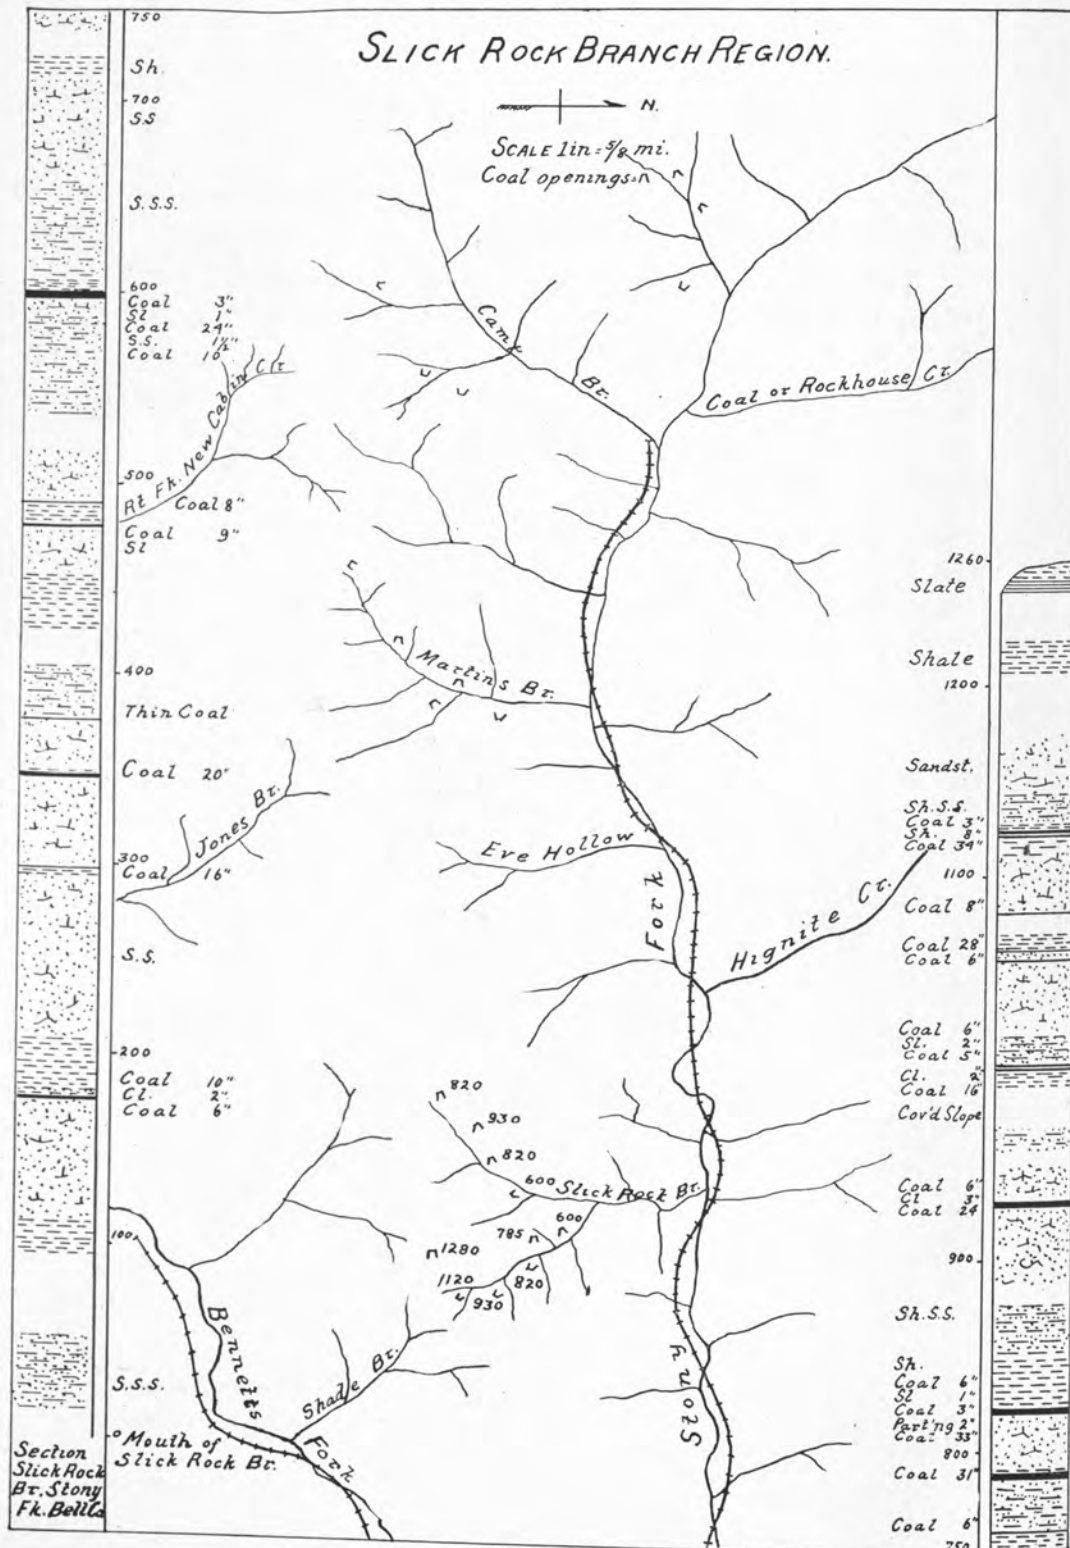 SLICK ROCK BRANCH REGION.
N.
SCALE 1in = 5/8 mi.
Coal openings = ∩
750
Sh.
700
S.S
S.S.S.
600
Coal 3"
Sl 1"
Coal 24"
S.S. 1½"
Coal 10"
500
Coal 8"
Coal 9"
Sl
400
Thin Coal
Coal 20"
300
Coal 16"
S.S.
200
Coal 10"
Cl. 2"
Coal 6"
100
S.S.S.
0
Mouth of
Slick Rock Br.
Section
Slick Rock
Br. Stony
Fk. Bell Co
Rt Fk. New Cabin Cr
Camp Br.
Coal or Rockhouse Cr.
Martins Br.
Jones Br.
Eve Hollow
Hignite Cr.
Stony Fork
820
930
820
600
Slick Rock Br.
600
785
1280
1120
820
930
Bennetts Fork
Shade Br.
1260
Slate
Shale
1200
Sandst.
Sh.S.S.
Coal 3"
Sh. 8"
Coal 34"
1100
Coal 8"
Coal 28"
Coal 6"
Coal 6"
Sl. 2"
Coal 5"
Cl. 2"
Coal 16"
Cov'd Slope
Coal 6"
Cl 3"
Coal 24
900
Sh.S.S.
Sh.
Coal 6"
Sl 1"
Coal 3"
Part'ng 2"
Coal 33"
800
Coal 31"
Coal 6"
750